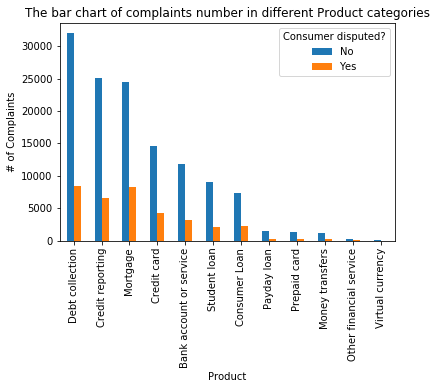 The bar chart of complaints number in different Product categories
Consumer disputed?
No
Yes
# of Complaints
30000
25000
20000
15000
10000
5000
0
Debt collection
Credit reporting
Mortgage
Credit card
Bank account or service
Student loan
Consumer Loan
Payday loan
Prepaid card
Money transfers
Other financial service
Virtual currency
Product